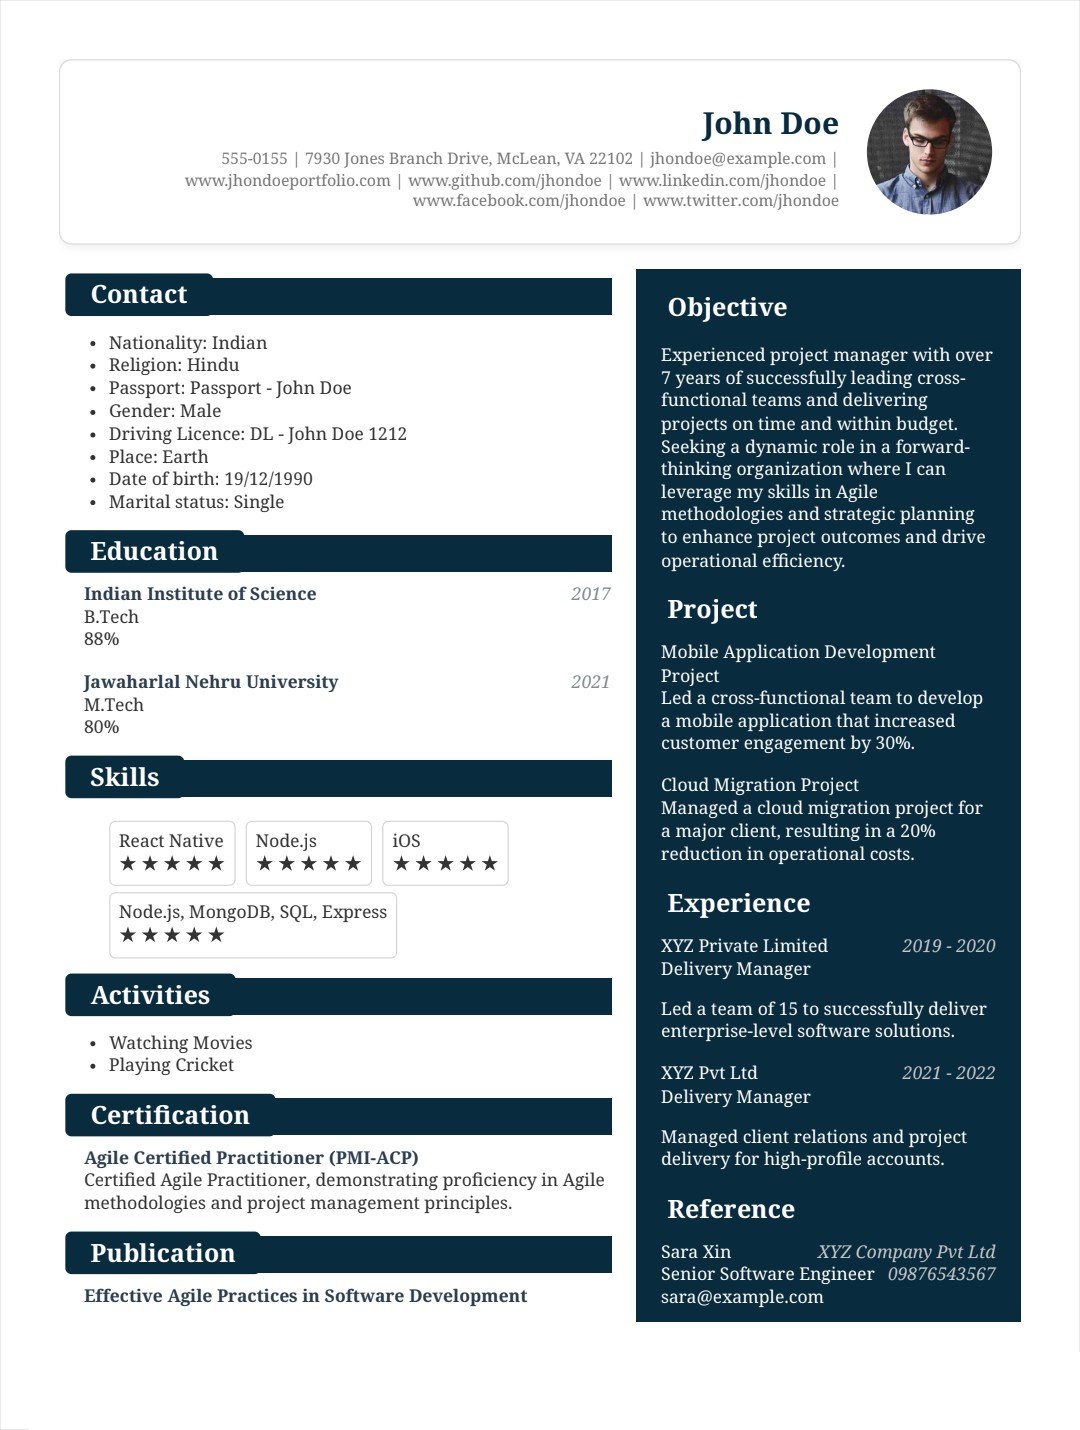 John Doe
555-0155 | 7930 Jones Branch Drive, McLean, VA 22102 | jhondoe@example.com |
www.jhondoeportfolio.com | www.github.com/jhondoe | www.linkedin.com/jhondoe |
www.facebook.com/jhondoe | www.twitter.com/jhondoe
Contact
• Nationality: Indian
• Religion: Hindu
• Passport: Passport - John Doe
• Gender: Male
• Driving Licence: DL - John Doe 1212
• Place: Earth
• Date of birth: 19/12/1990
• Marital status: Single
Education
Indian Institute of Science 2017
B.Tech
88%
Jawaharlal Nehru University 2021
M.Tech
80%
Skills
React Native Node.js iOS
★★★★★ ★★★★★ ★★★★★
Node.js, MongoDB, SQL, Express
★★★★★
Activities
• Watching Movies
• Playing Cricket
Certification
Agile Certified Practitioner (PMI-ACP)
Certified Agile Practitioner, demonstrating proficiency in Agile
methodologies and project management principles.
Publication
Effective Agile Practices in Software Development
Objective
Experienced project manager with over
7 years of successfully leading cross-
functional teams and delivering
projects on time and within budget.
Seeking a dynamic role in a forward-
thinking organization where I can
leverage my skills in Agile
methodologies and strategic planning
to enhance project outcomes and drive
operational efficiency.
Project
Mobile Application Development
Project
Led a cross-functional team to develop
a mobile application that increased
customer engagement by 30%.
Cloud Migration Project
Managed a cloud migration project for
a major client, resulting in a 20%
reduction in operational costs.
Experience
XYZ Private Limited 2019 - 2020
Delivery Manager
Led a team of 15 to successfully deliver
enterprise-level software solutions.
XYZ Pvt Ltd 2021 - 2022
Delivery Manager
Managed client relations and project
delivery for high-profile accounts.
Reference
Sara Xin XYZ Company Pvt Ltd
Senior Software Engineer 09876543567
sara@example.com